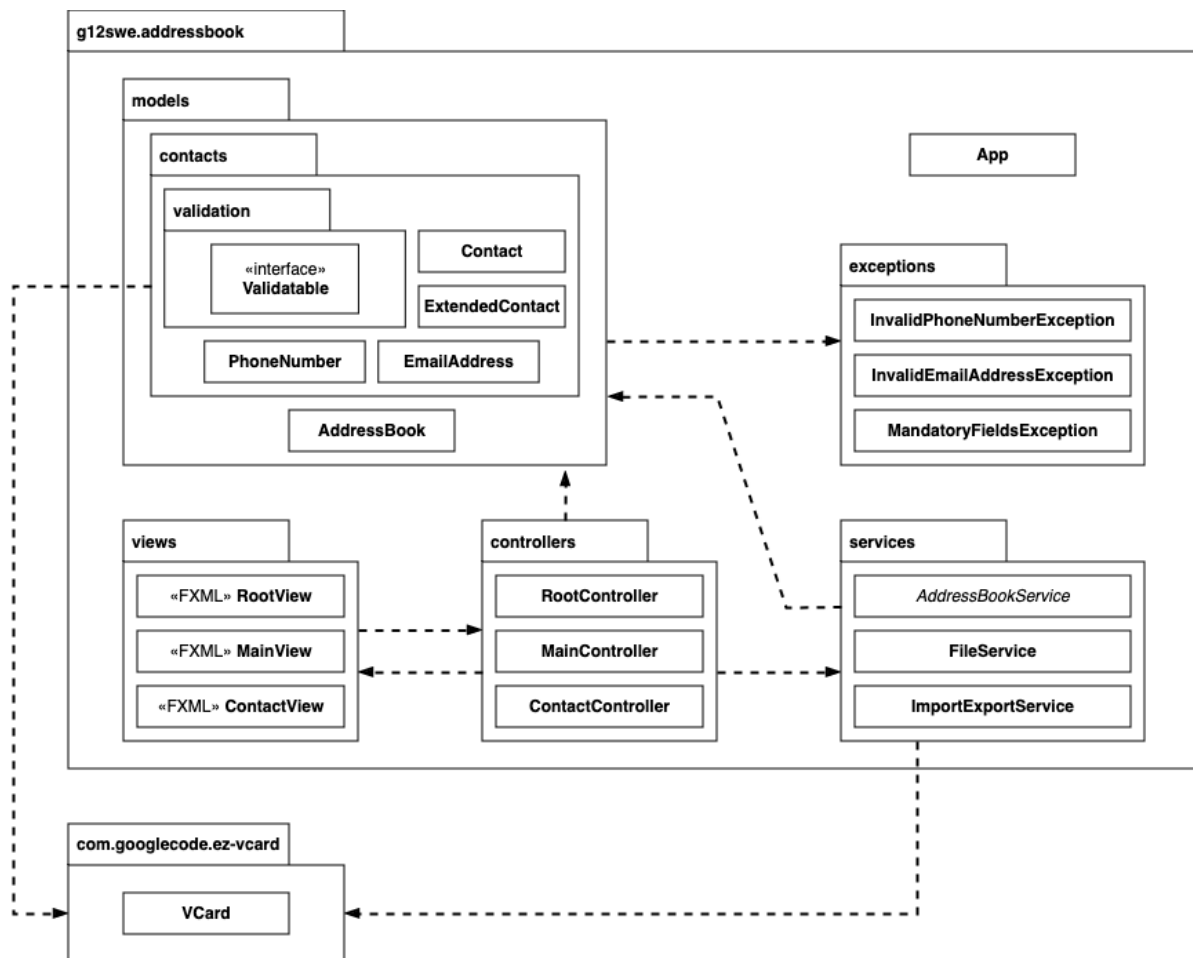 g12swe.addressbook
models
contacts
validation
«interface»
Validatable
Contact
ExtendedContact
PhoneNumber
EmailAddress
AddressBook
App
exceptions
InvalidPhoneNumberException
InvalidEmailAddressException
MandatoryFieldsException
views
«FXML» RootView
«FXML» MainView
«FXML» ContactView
controllers
RootController
MainController
ContactController
services
AddressBookService
FileService
ImportExportService
com.googlecode.ez-vcard
VCard